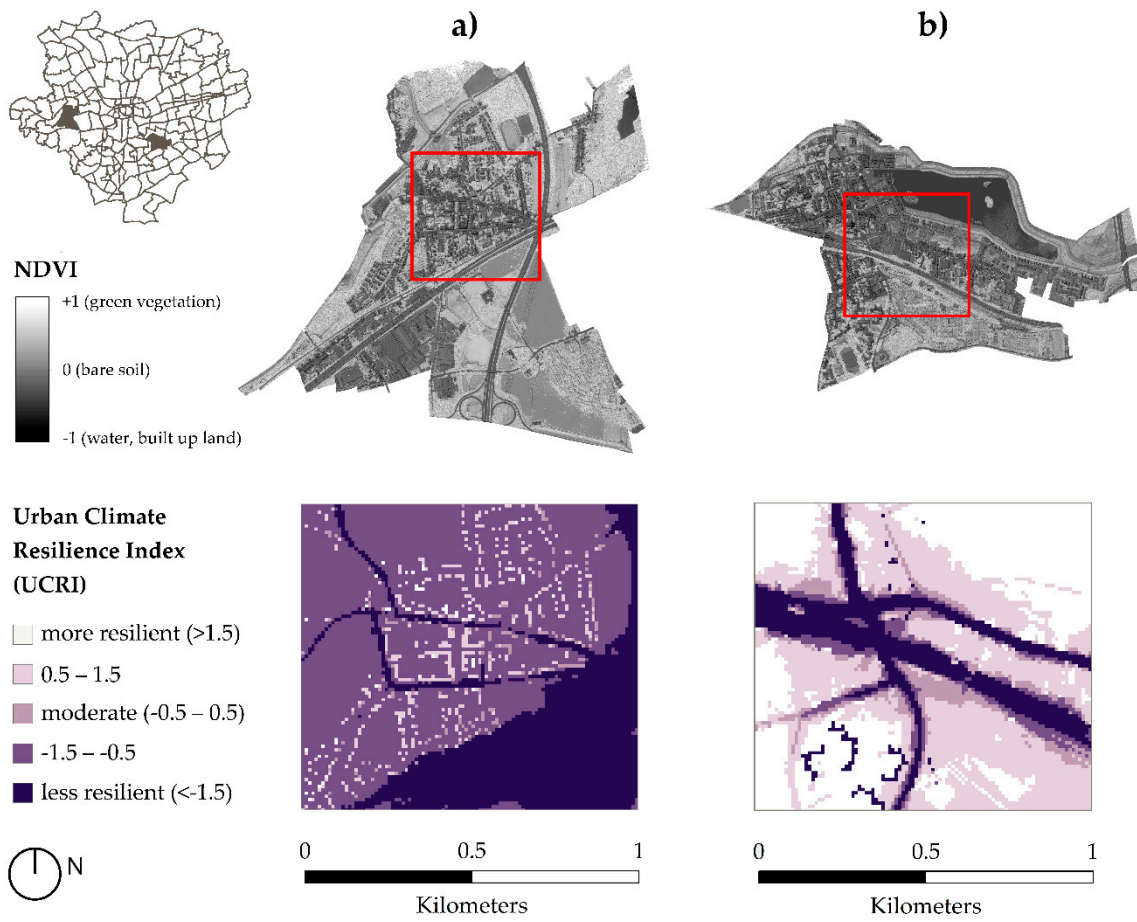 a)
b)
NDVI
+1 (green vegetation)
0 (bare soil)
-1 (water, built up land)
Urban Climate
Resilience Index
(UCRI)
more resilient (>1.5)
0.5 – 1.5
moderate (-0.5 – 0.5)
-1.5 – -0.5
less resilient (<-1.5)
N
0 0.5 1
Kilometers
0 0.5 1
Kilometers